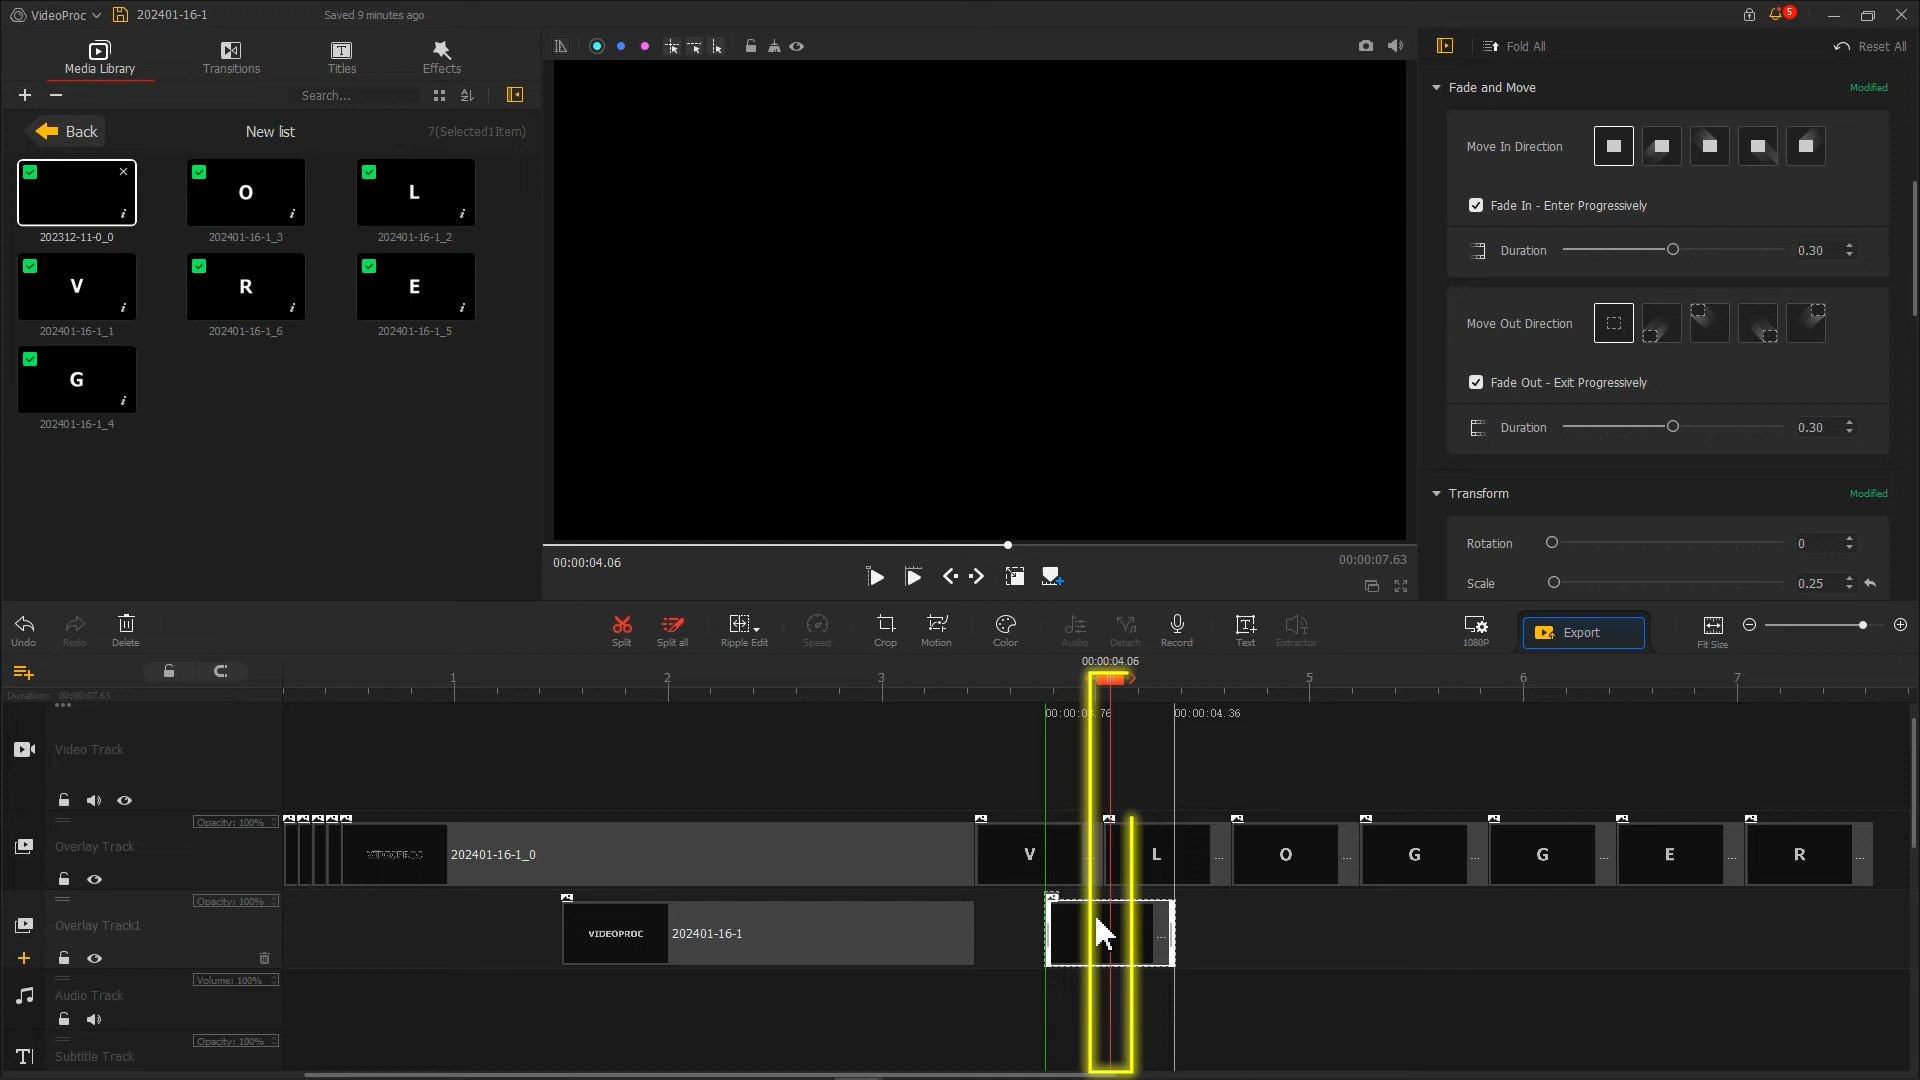 VideoProc
202401-16-1
Saved 9 minutes ago
5
Media Library
Transitions
Titles
Effects
Search...
Back
New list
7(Selected1Item)
202312-11-0_0
O
202401-16-1_3
L
202401-16-1_2
V
202401-16-1_1
R
202401-16-1_6
E
202401-16-1_5
G
202401-16-1_4
00:00:04.06
00:00:07.63
Fold All
Reset All
Fade and Move
Modified
Move In Direction
Fade In - Enter Progressively
Duration
0.30
Move Out Direction
Fade Out - Exit Progressively
Duration
0.30
Transform
Modified
Rotation
0
Scale
0.25
Undo
Redo
Delete
Split
Split all
Ripple Edit
Speed
Crop
Motion
Color
Audio
Detach
Record
Text
Extractor
1080P
Export
Fit Size
00:00:04.06
Duration: 00:00:07.63
1
2
3
5
6
7
00:00:04.36
Video Track
Opacity: 100%
Overlay Track
VIDEOPROC
202401-16-1_0
V
L
O
G
G
E
R
Opacity: 100%
Overlay Track1
VIDEOPROC
202401-16-1
Volume: 100%
Audio Track
Opacity: 100%
Subtitle Track